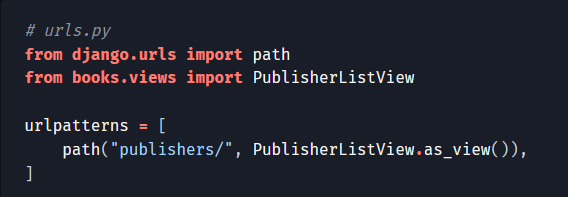 # urls.py
from django.urls import path
from books.views import PublisherListView

urlpatterns = [
    path("publishers/", PublisherListView.as_view()),
]